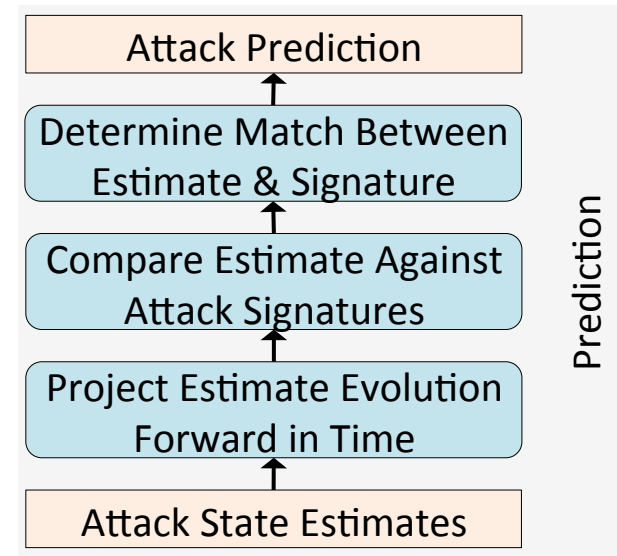 Attack Prediction
Determine Match Between
Estimate & Signature
Compare Estimate Against
Attack Signatures
Project Estimate Evolution
Forward in Time
Attack State Estimates
Prediction